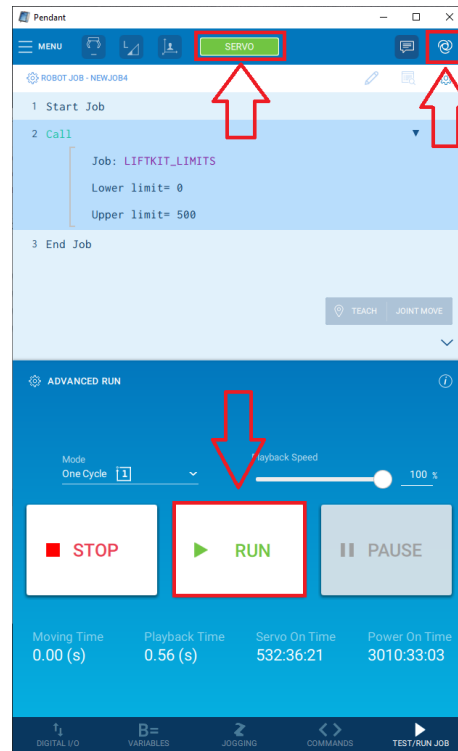 Pendant
MENU SERVO
ROBOT JOB - NEWJOB4
1 Start Job
2 Call
Job: LIFTKIT_LIMITS
Lower limit= 0
Upper limit= 500
3 End Job
TEACH JOINT MOVE
ADVANCED RUN
Mode Playback Speed
One Cycle 1 100 %
STOP RUN PAUSE
Moving Time Playback Time Servo On Time Power On Time
0.00 (s) 0.56 (s) 532:36:21 3010:33:03
DIGITAL I/O VARIABLES JOGGING COMMANDS TEST/RUN JOB